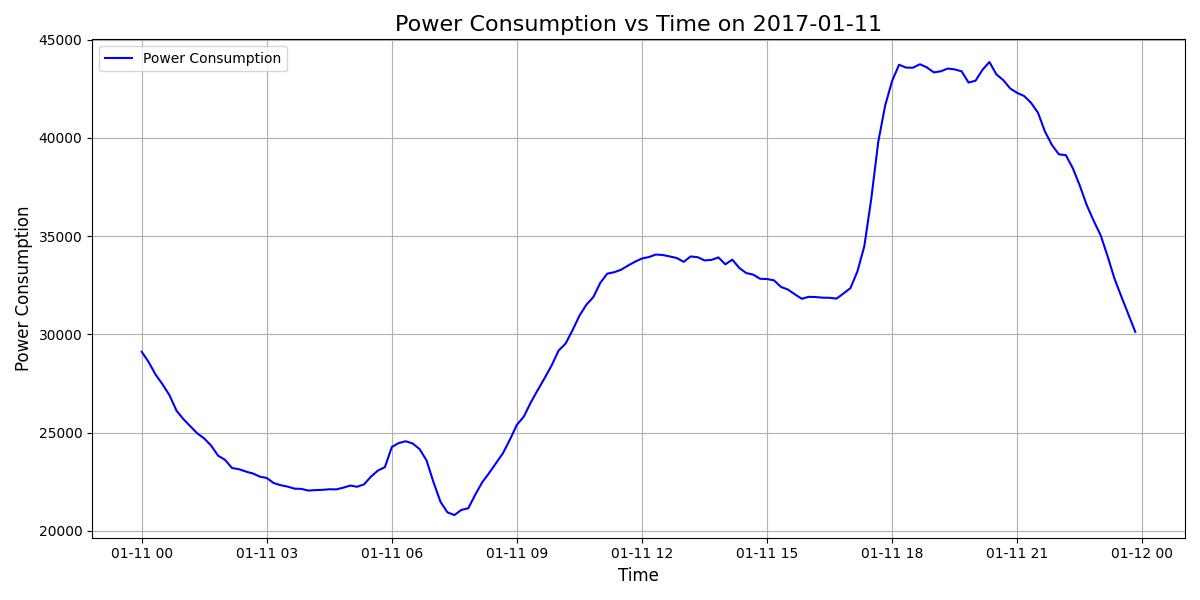 Power Consumption vs Time on 2017-01-11
Power Consumption
45000
40000
35000
30000
25000
20000
Power Consumption
01-11 00 01-11 03 01-11 06 01-11 09 01-11 12 01-11 15 01-11 18 01-11 21 01-12 00
Time